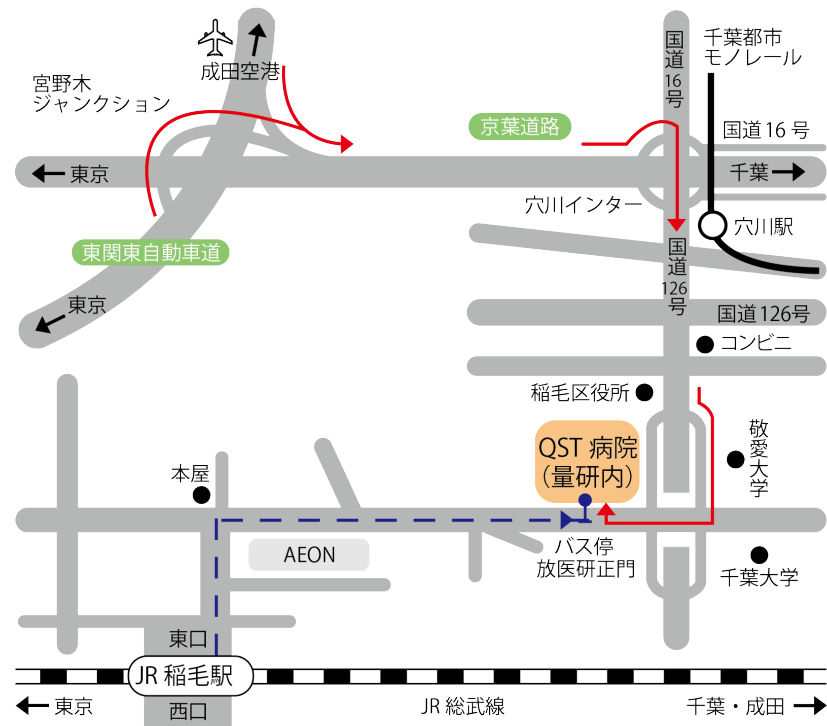 成田空港
宮野木
ジャンクション
東京
東関東自動車道
東京
京葉道路
国道16号
千葉都市
モノレール
国道16号
千葉
穴川インター
穴川駅
国道126号
国道126号
コンビニ
稲毛区役所
敬愛大学
QST 病院
(量研内)
本屋
AEON
バス停
放医研正門
千葉大学
東口
JR 稲毛駅
西口
東京
JR 総武線
千葉・成田